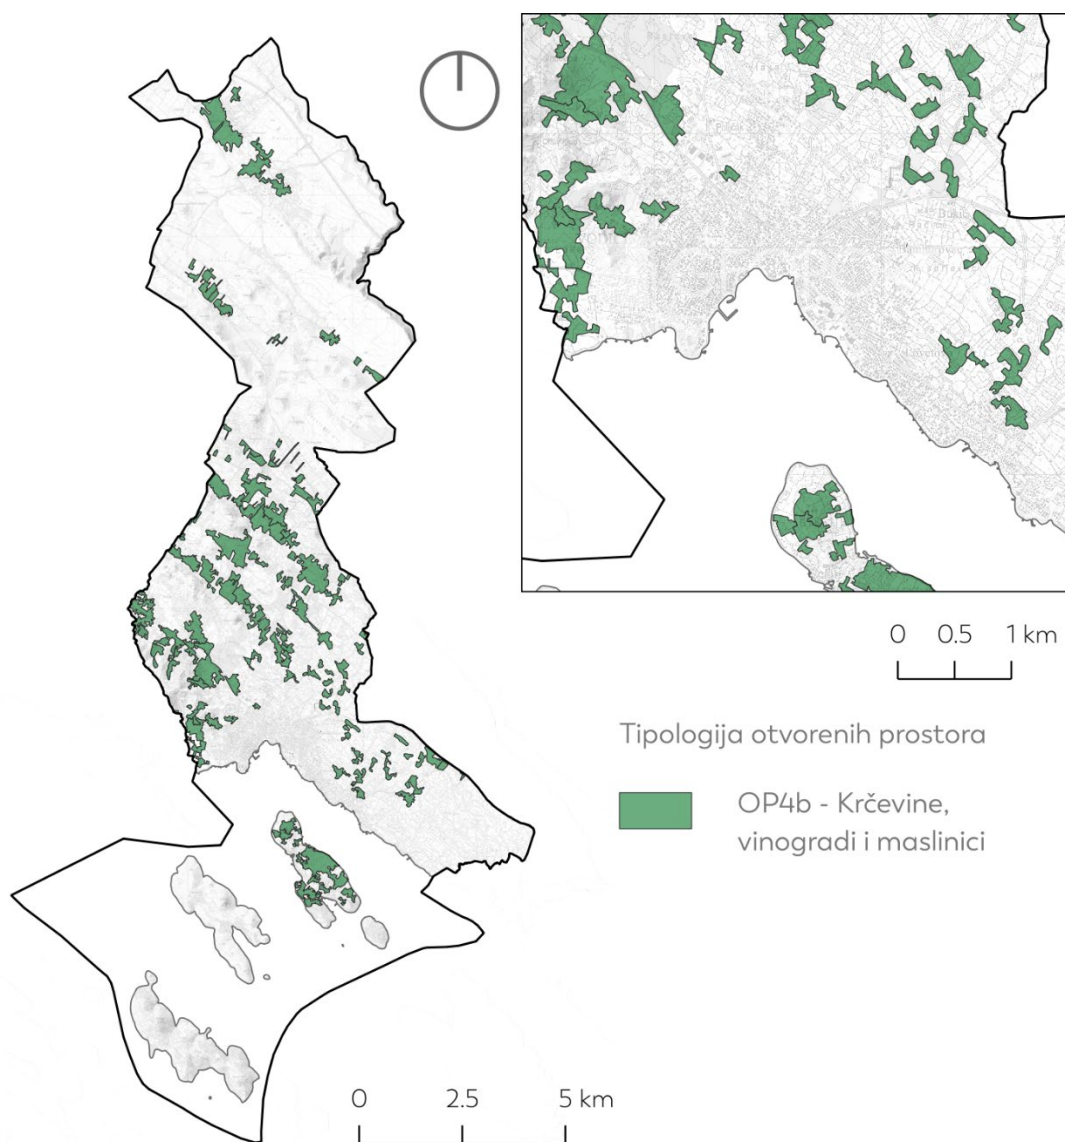 0 0.5 1 km
Tipologija otvorenih prostora
OP4b - Krčevine,
vinogradi i maslinici
0 2.5 5 km